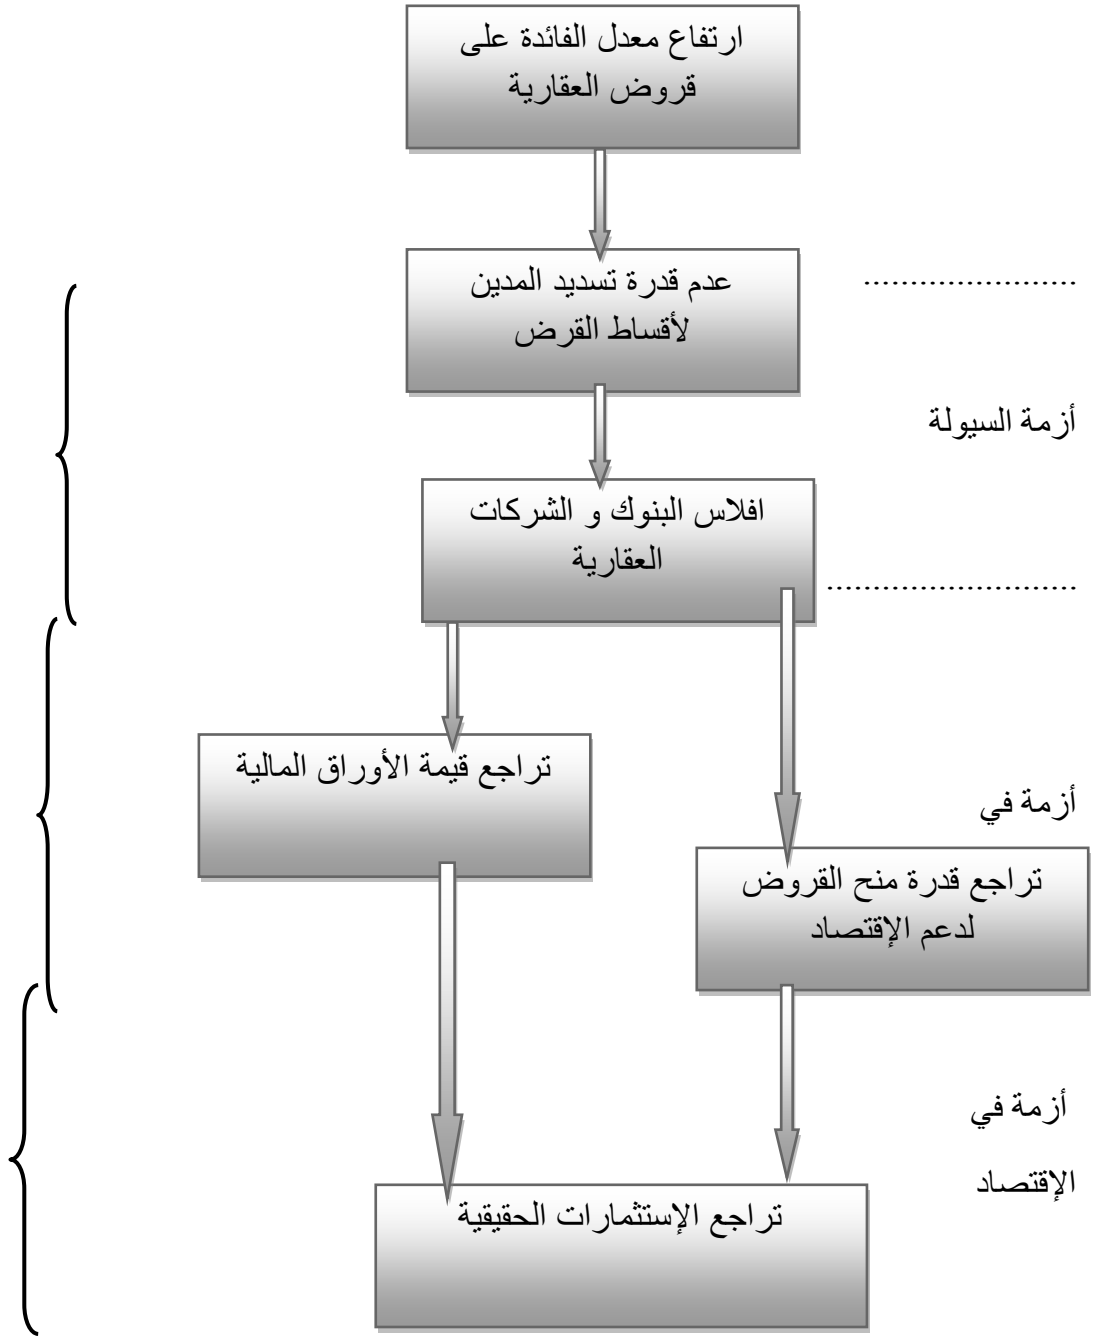 ارتفاع معدل الفائدة على
قروض العقارية
عدم قدرة تسديد المدين
لأقساط القرض
.......................
أزمة السيولة
افلاس البنوك و الشركات
العقارية
...........................
تراجع قيمة الأوراق المالية
أزمة في
تراجع قدرة منح القروض
لدعم الإقتصاد
أزمة في
الإقتصاد
تراجع الإستثمارات الحقيقية